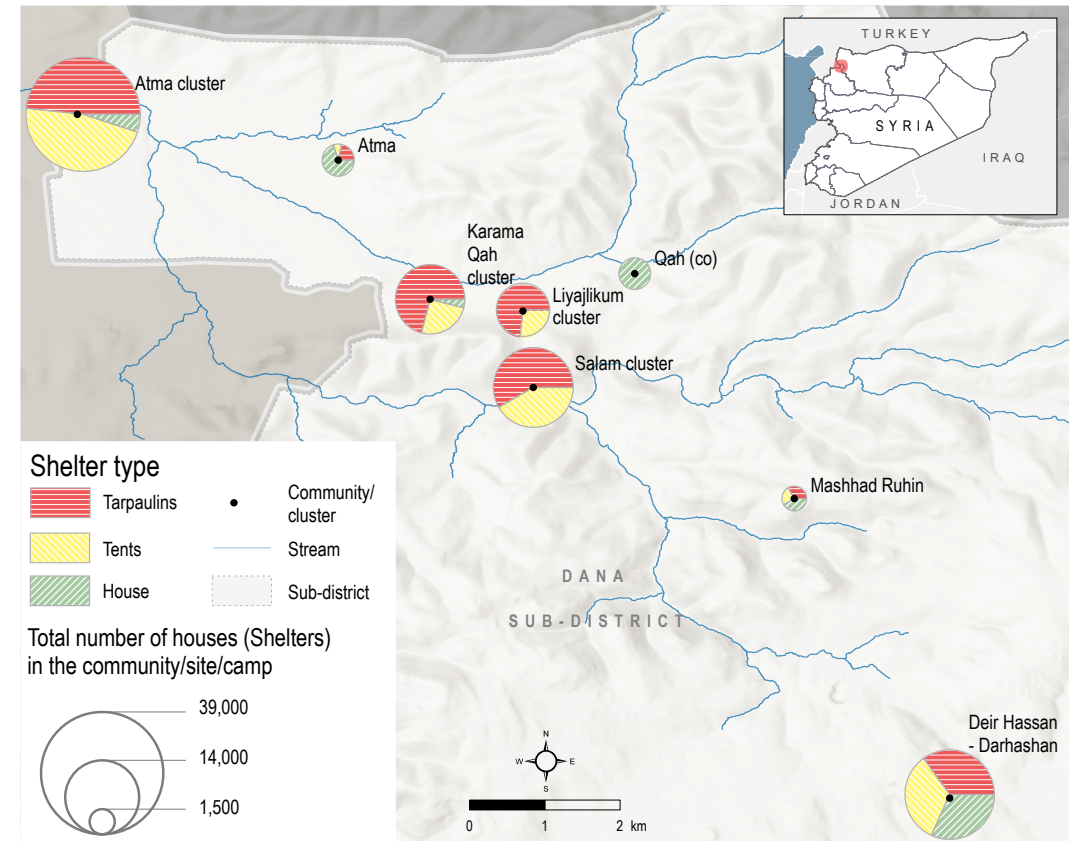 TURKEY
SYRIA
IRAQ
JORDAN
Atma cluster
Atma
Karama
Qah
cluster
Qah (co)
Liyajlikum
cluster
Salam cluster
Mashhad Ruhin
DANA
SUB-DISTRICT
Deir Hassan
- Darhashan
Shelter type
Tarpaulins
Tents
House
Community/
cluster
Stream
Sub-district
Total number of houses (Shelters)
in the community/site/camp
39,000
14,000
1,500
N
W E
S
0 1 2 km